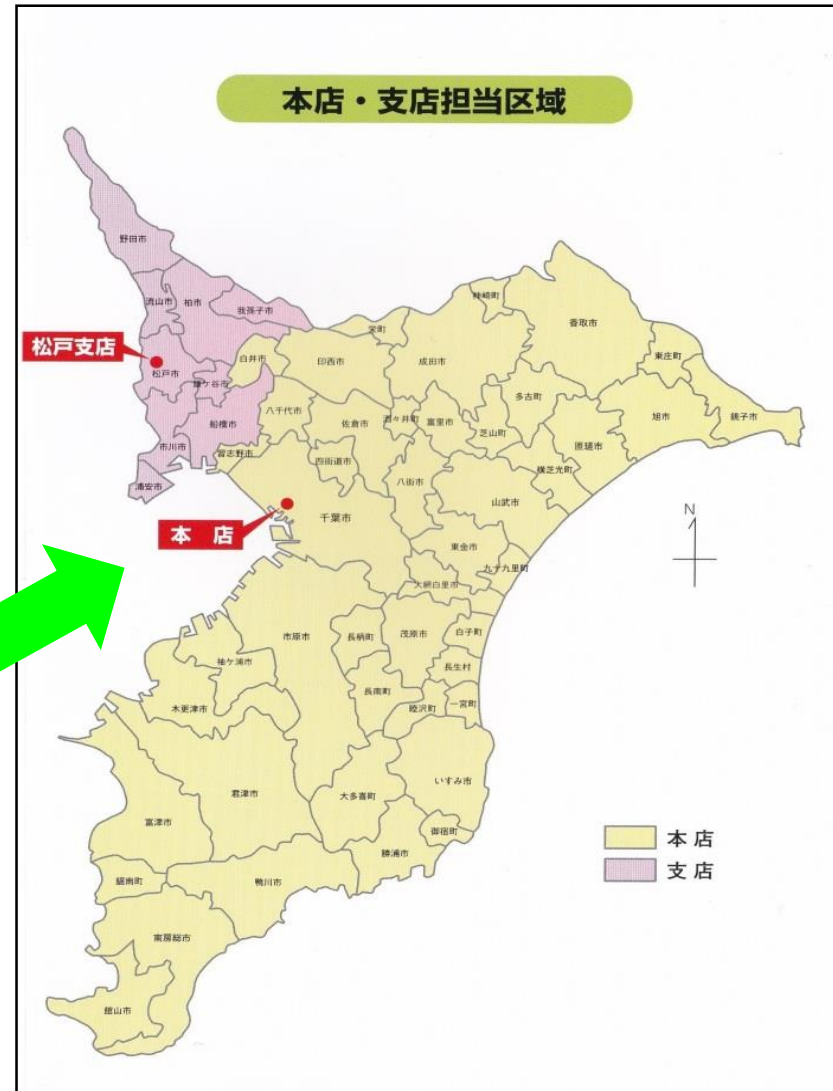 本店・支店担当区域
野田市
流山市
柏市
我孫子市
松戸支店
松戸市
鎌ケ谷市
白井市
船橋市
市川市
浦安市
習志野市
八千代市
印西市
栄町
成田市
神崎町
香取市
東庄町
銚子市
旭市
匝瑳市
多古町
芝山町
横芝光町
富里市
酒々井町
佐倉市
四街道市
八街市
山武市
千葉市
本店
東金市
九十九里町
大網白里市
N
市原市
長柄町
茂原市
白子町
長生村
長南町
睦沢町
一宮町
袖ケ浦市
木更津市
君津市
富津市
大多喜町
いすみ市
御宿町
勝浦市
鋸南町
鴨川市
南房総市
館山市
本店
支店